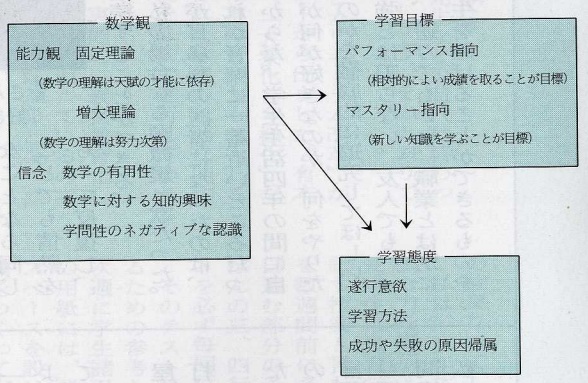 数学観
能力観 固定理論
(数学の理解は天賦の才能に依存)
増大理論
(数学の理解は努力次第)
信念 数学の有用性
数学に対する知的興味
学問性のネガティブな認識
学習目標
パフォーマンス指向
(相対的によい成績を取ることが目標)
マスタリー指向
(新しい知識を学ぶことが目標)
学習態度
遂行意欲
学習方法
成功や失敗の原因帰属